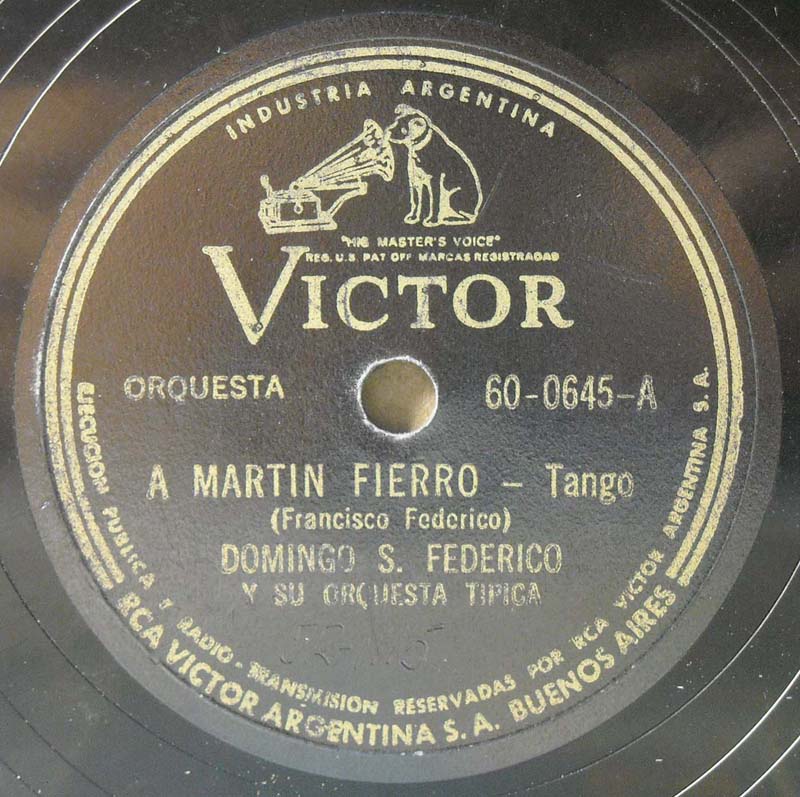 INDUSTRIA ARGENTINA
"HIS MASTER'S VOICE"
REG. U.S. PAT OFF MARCAS REGISTRADAS
VICTOR
ORQUESTA
60-0645-A
A MARTIN FIERRO – Tango
(Francisco Federico)
DOMINGO S. FEDERICO
Y SU ORQUESTA TIPICA
EJECUCION PUBLICA Y RADIO-TRANSMISION RESERVADAS POR RCA VICTOR ARGENTINA S.A.
RCA VICTOR ARGENTINA S.A. BUENOS AIRES